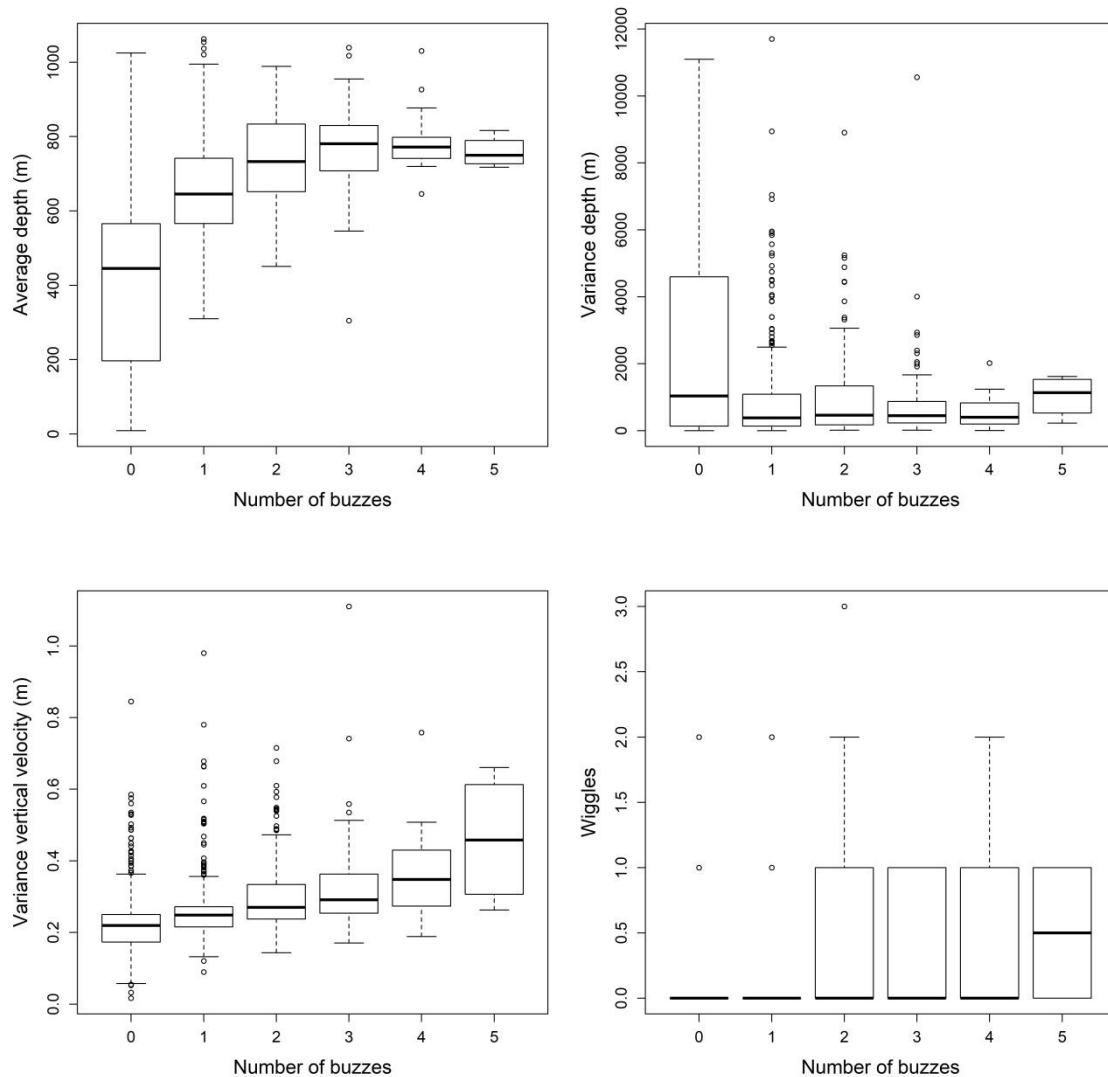 Average depth (m)
0
200
400
600
800
1000
0 1 2 3 4 5
Number of buzzes
Variance depth (m)
0
2000
4000
6000
8000
10000
12000
0 1 2 3 4 5
Number of buzzes
Variance vertical velocity (m)
0.0
0.2
0.4
0.6
0.8
1.0
0 1 2 3 4 5
Number of buzzes
Wiggles
0.0
0.5
1.0
1.5
2.0
2.5
3.0
0 1 2 3 4 5
Number of buzzes